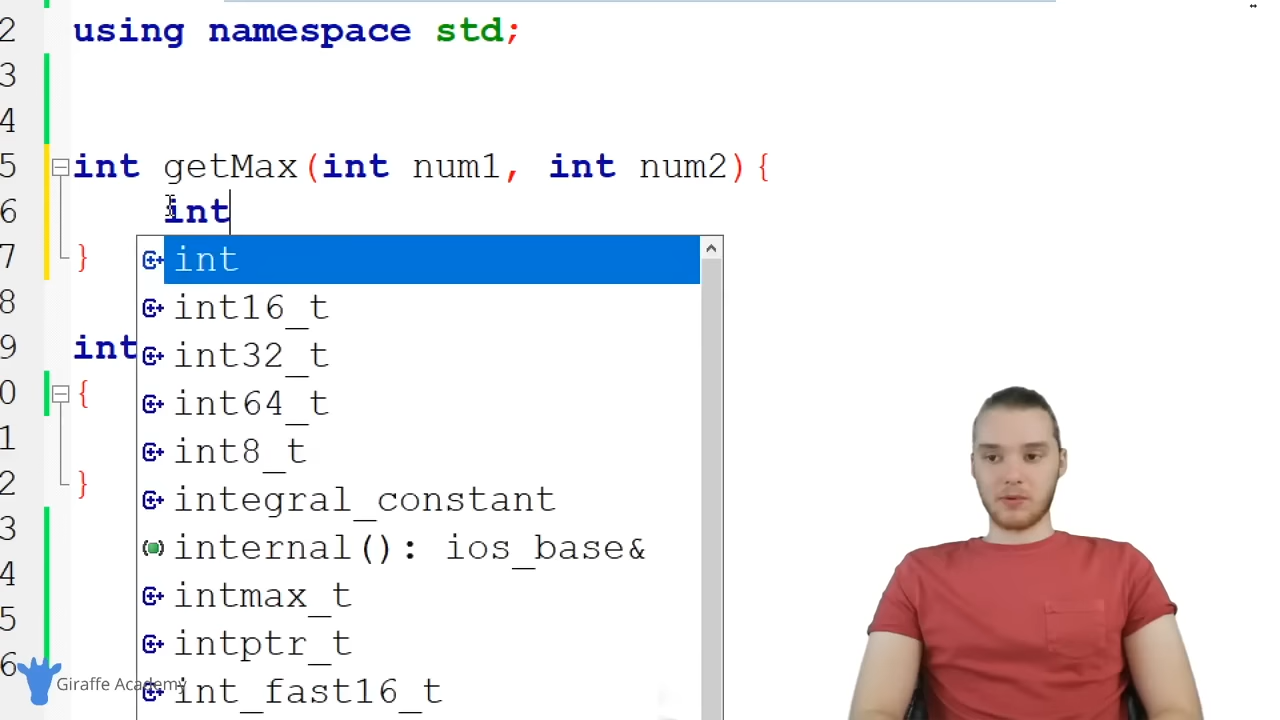 2 using namespace std;
3
4
5 int getMax(int num1, int num2){
6 int
7 }
int
8
int16_t
9 int
int32_t
0 {
int64_t
1
int8_t
2 }
integral_constant
3
internal(): ios_base&
4
intmax_t
5
intptr_t
6
Giraffe Academy
int_fast16_t